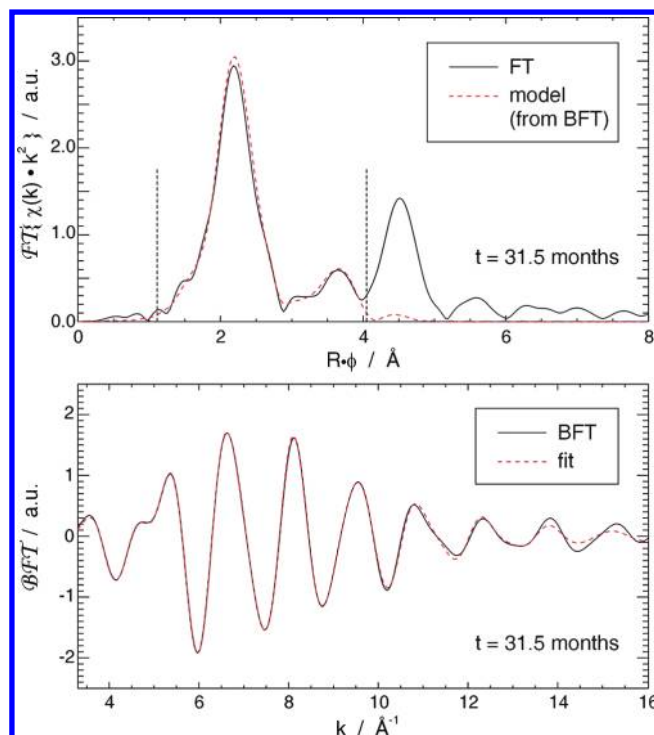 FT{ χ(k) • k² } / a.u.
3.0
2.0
1.0
0.0
FT
model
(from BFT)
t = 31.5 months
0
2
4
6
8
R•ϕ / Å
BFT / a.u.
2
1
0
-1
-2
BFT
fit
t = 31.5 months
4
6
8
10
12
14
16
k / Å⁻¹